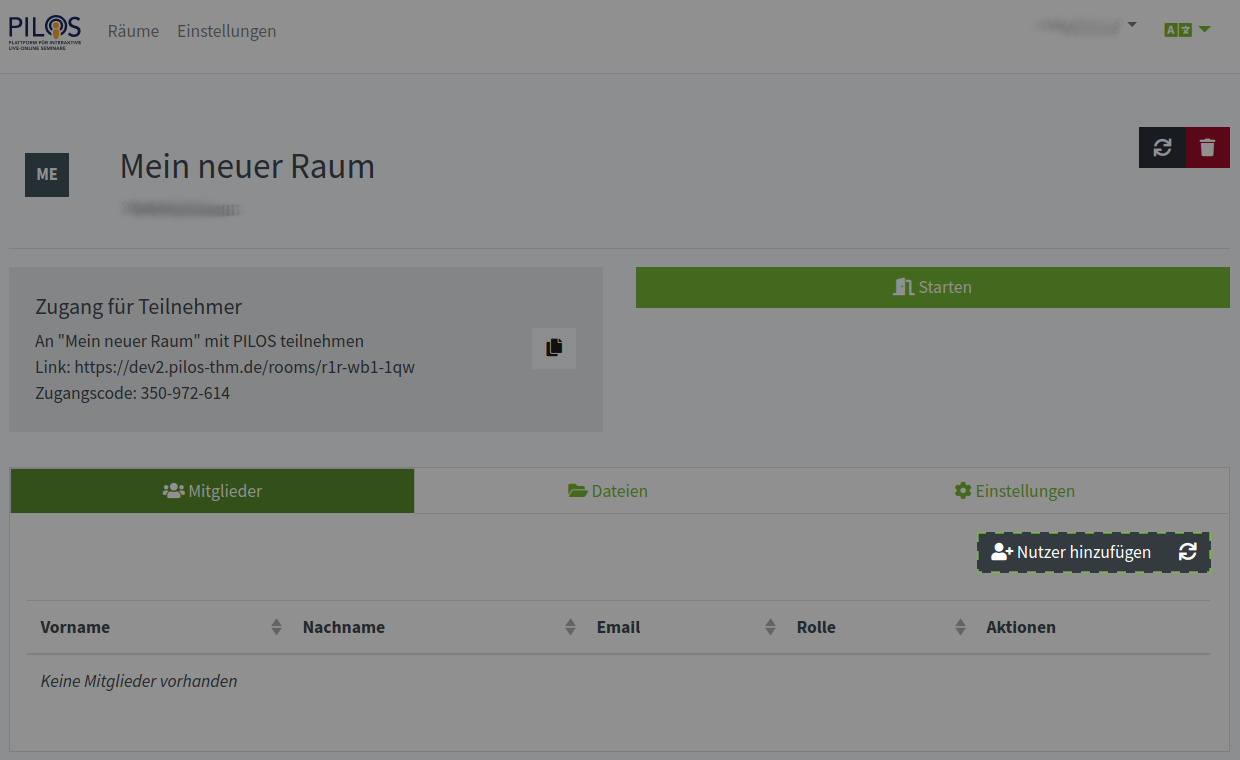 PILOS
PLATTFORM FÜR INTERAKTIVE
LIVE-ONLINE SEMINARE
Räume Einstellungen
A
ME
Mein neuer Raum
Zugang für Teilnehmer
An "Mein neuer Raum" mit PILOS teilnehmen
Link: https://dev2.pilos-thm.de/rooms/r1r-wb1-1qw
Zugangscode: 350-972-614
Starten
Mitglieder Dateien Einstellungen
Nutzer hinzufügen
Vorname Nachname Email Rolle Aktionen
Keine Mitglieder vorhanden